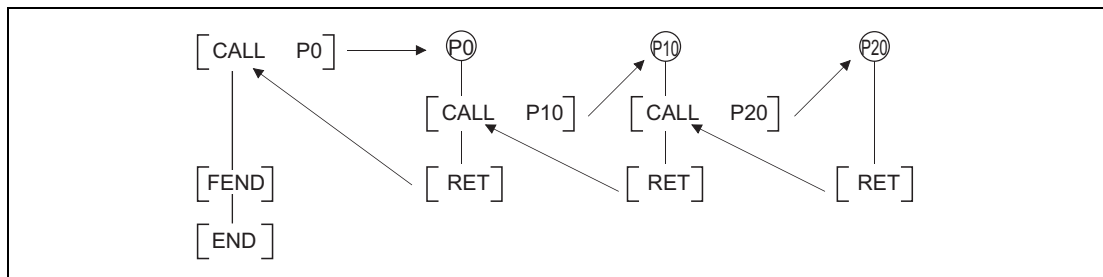 [ CALL P0 ] P0 P10 P20
[ CALL P10 ] [ CALL P20 ]
[ FEND ] [ RET ] [ RET ] [ RET ]
[ END ]